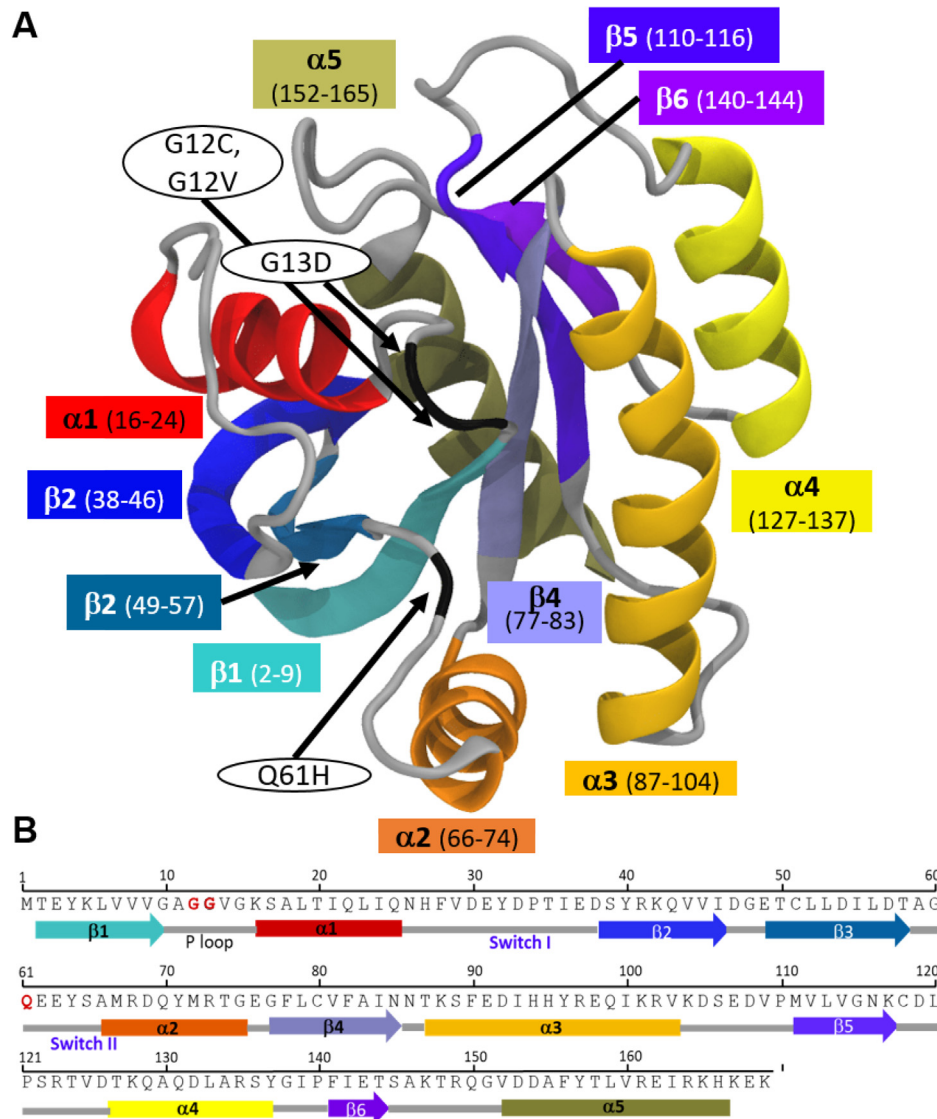 A
α5
(152-165)
β5 (110-116)
β6 (140-144)
G12C,
G12V
G13D
α1 (16-24)
β2 (38-46)
α4
(127-137)
β2 (49-57)
β4
(77-83)
β1 (2-9)
Q61H
α3 (87-104)
α2 (66-74)
B
1 10 20 30 40 50 60
MTEYKLVVVGAGGVGKSALTIQLIQNHFVDEYDPTIEDSYRKQVVIDGETCLLDILDTAG
β1 P loop α1 Switch I β2 β3
61 70 80 90 100 110 120
QEEYSAMRDQYMRTGEGFLCVFAINNTKSFEDIHHYREQIKRVKDSEDVPMVLVGNKCDL
Switch II α2 β4 α3 β5
121 130 140 150 160
PSRTVDTKQAQDLARSYGIPFIETSAKTRQGVDDAFYTLVREIRKHKEK
α4 β6 α5